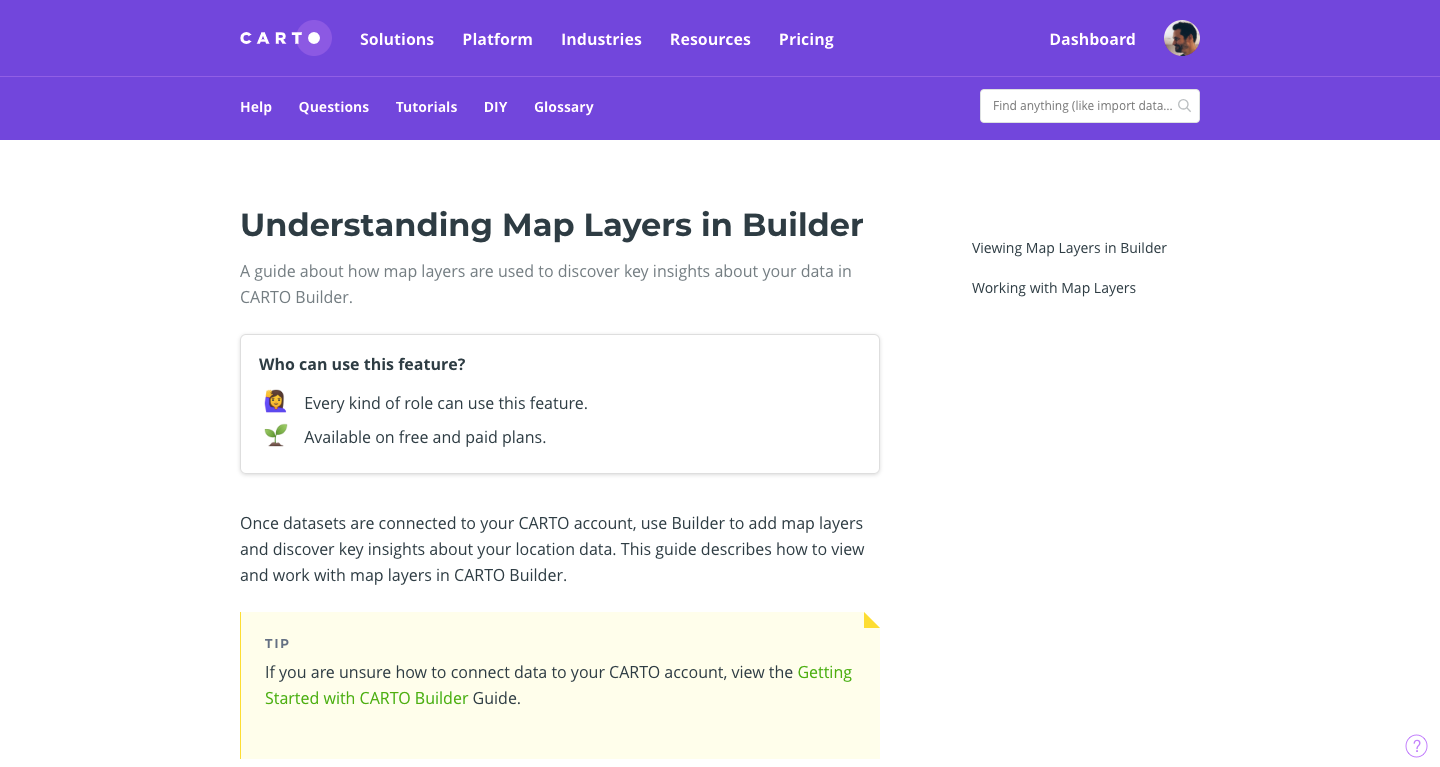 CARTO
Solutions
Platform
Industries
Resources
Pricing
Dashboard
Help
Questions
Tutorials
DIY
Glossary
Find anything (like import data...
Understanding Map Layers in Builder
A guide about how map layers are used to discover key insights about your data in
CARTO Builder.
Viewing Map Layers in Builder
Working with Map Layers
Who can use this feature?
Every kind of role can use this feature.
Available on free and paid plans.
Once datasets are connected to your CARTO account, use Builder to add map layers
and discover key insights about your location data. This guide describes how to view
and work with map layers in CARTO Builder.
TIP
If you are unsure how to connect data to your CARTO account, view the Getting
Started with CARTO Builder Guide.
?